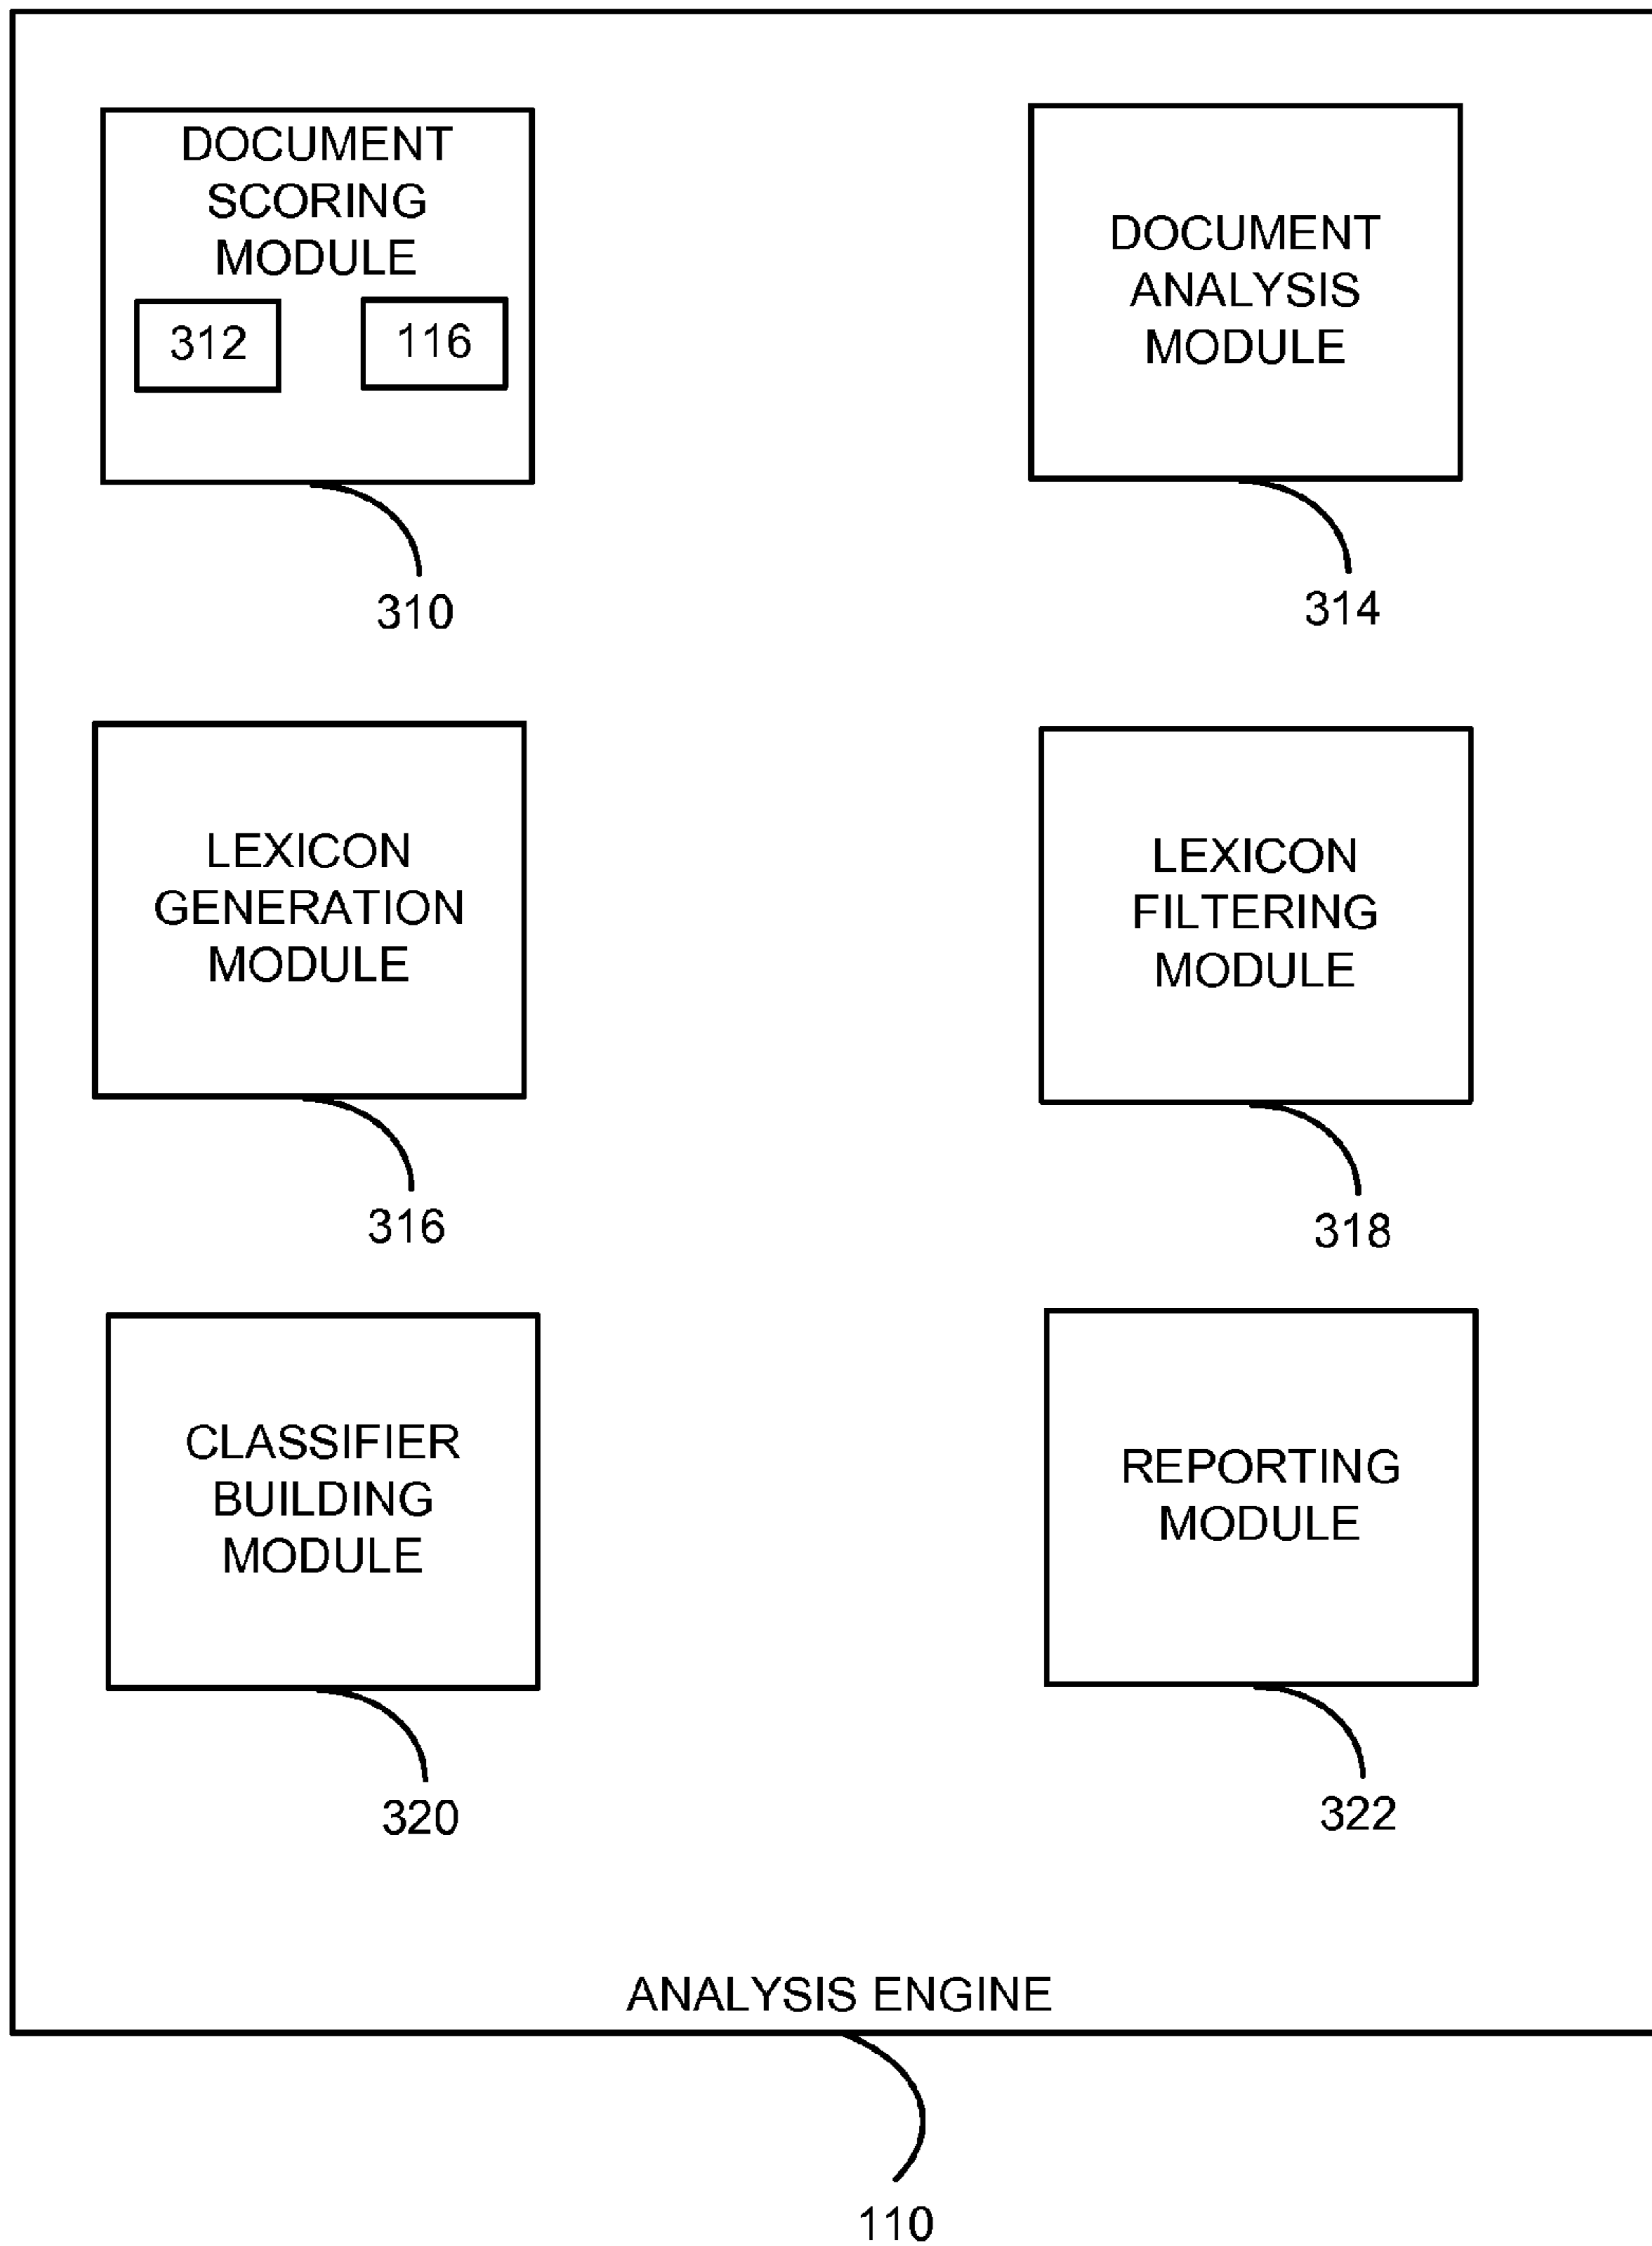 DOCUMENT
SCORING
MODULE
312
116
310
DOCUMENT
ANALYSIS
MODULE
314
LEXICON
GENERATION
MODULE
316
LEXICON
FILTERING
MODULE
318
CLASSIFIER
BUILDING
MODULE
320
REPORTING
MODULE
322
ANALYSIS ENGINE
110